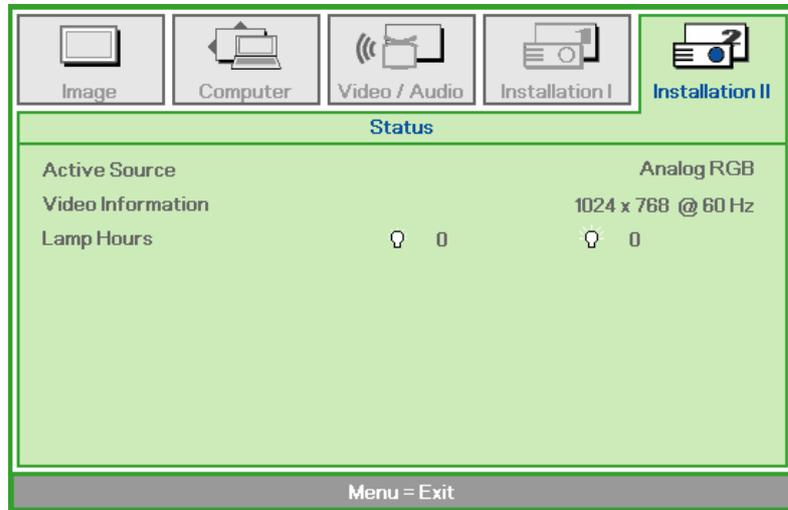 Image
Computer
Video / Audio
Installation I
Installation II
Status
Active Source Analog RGB
Video Information 1024 x 768 @ 60 Hz
Lamp Hours 0 0
Menu = Exit